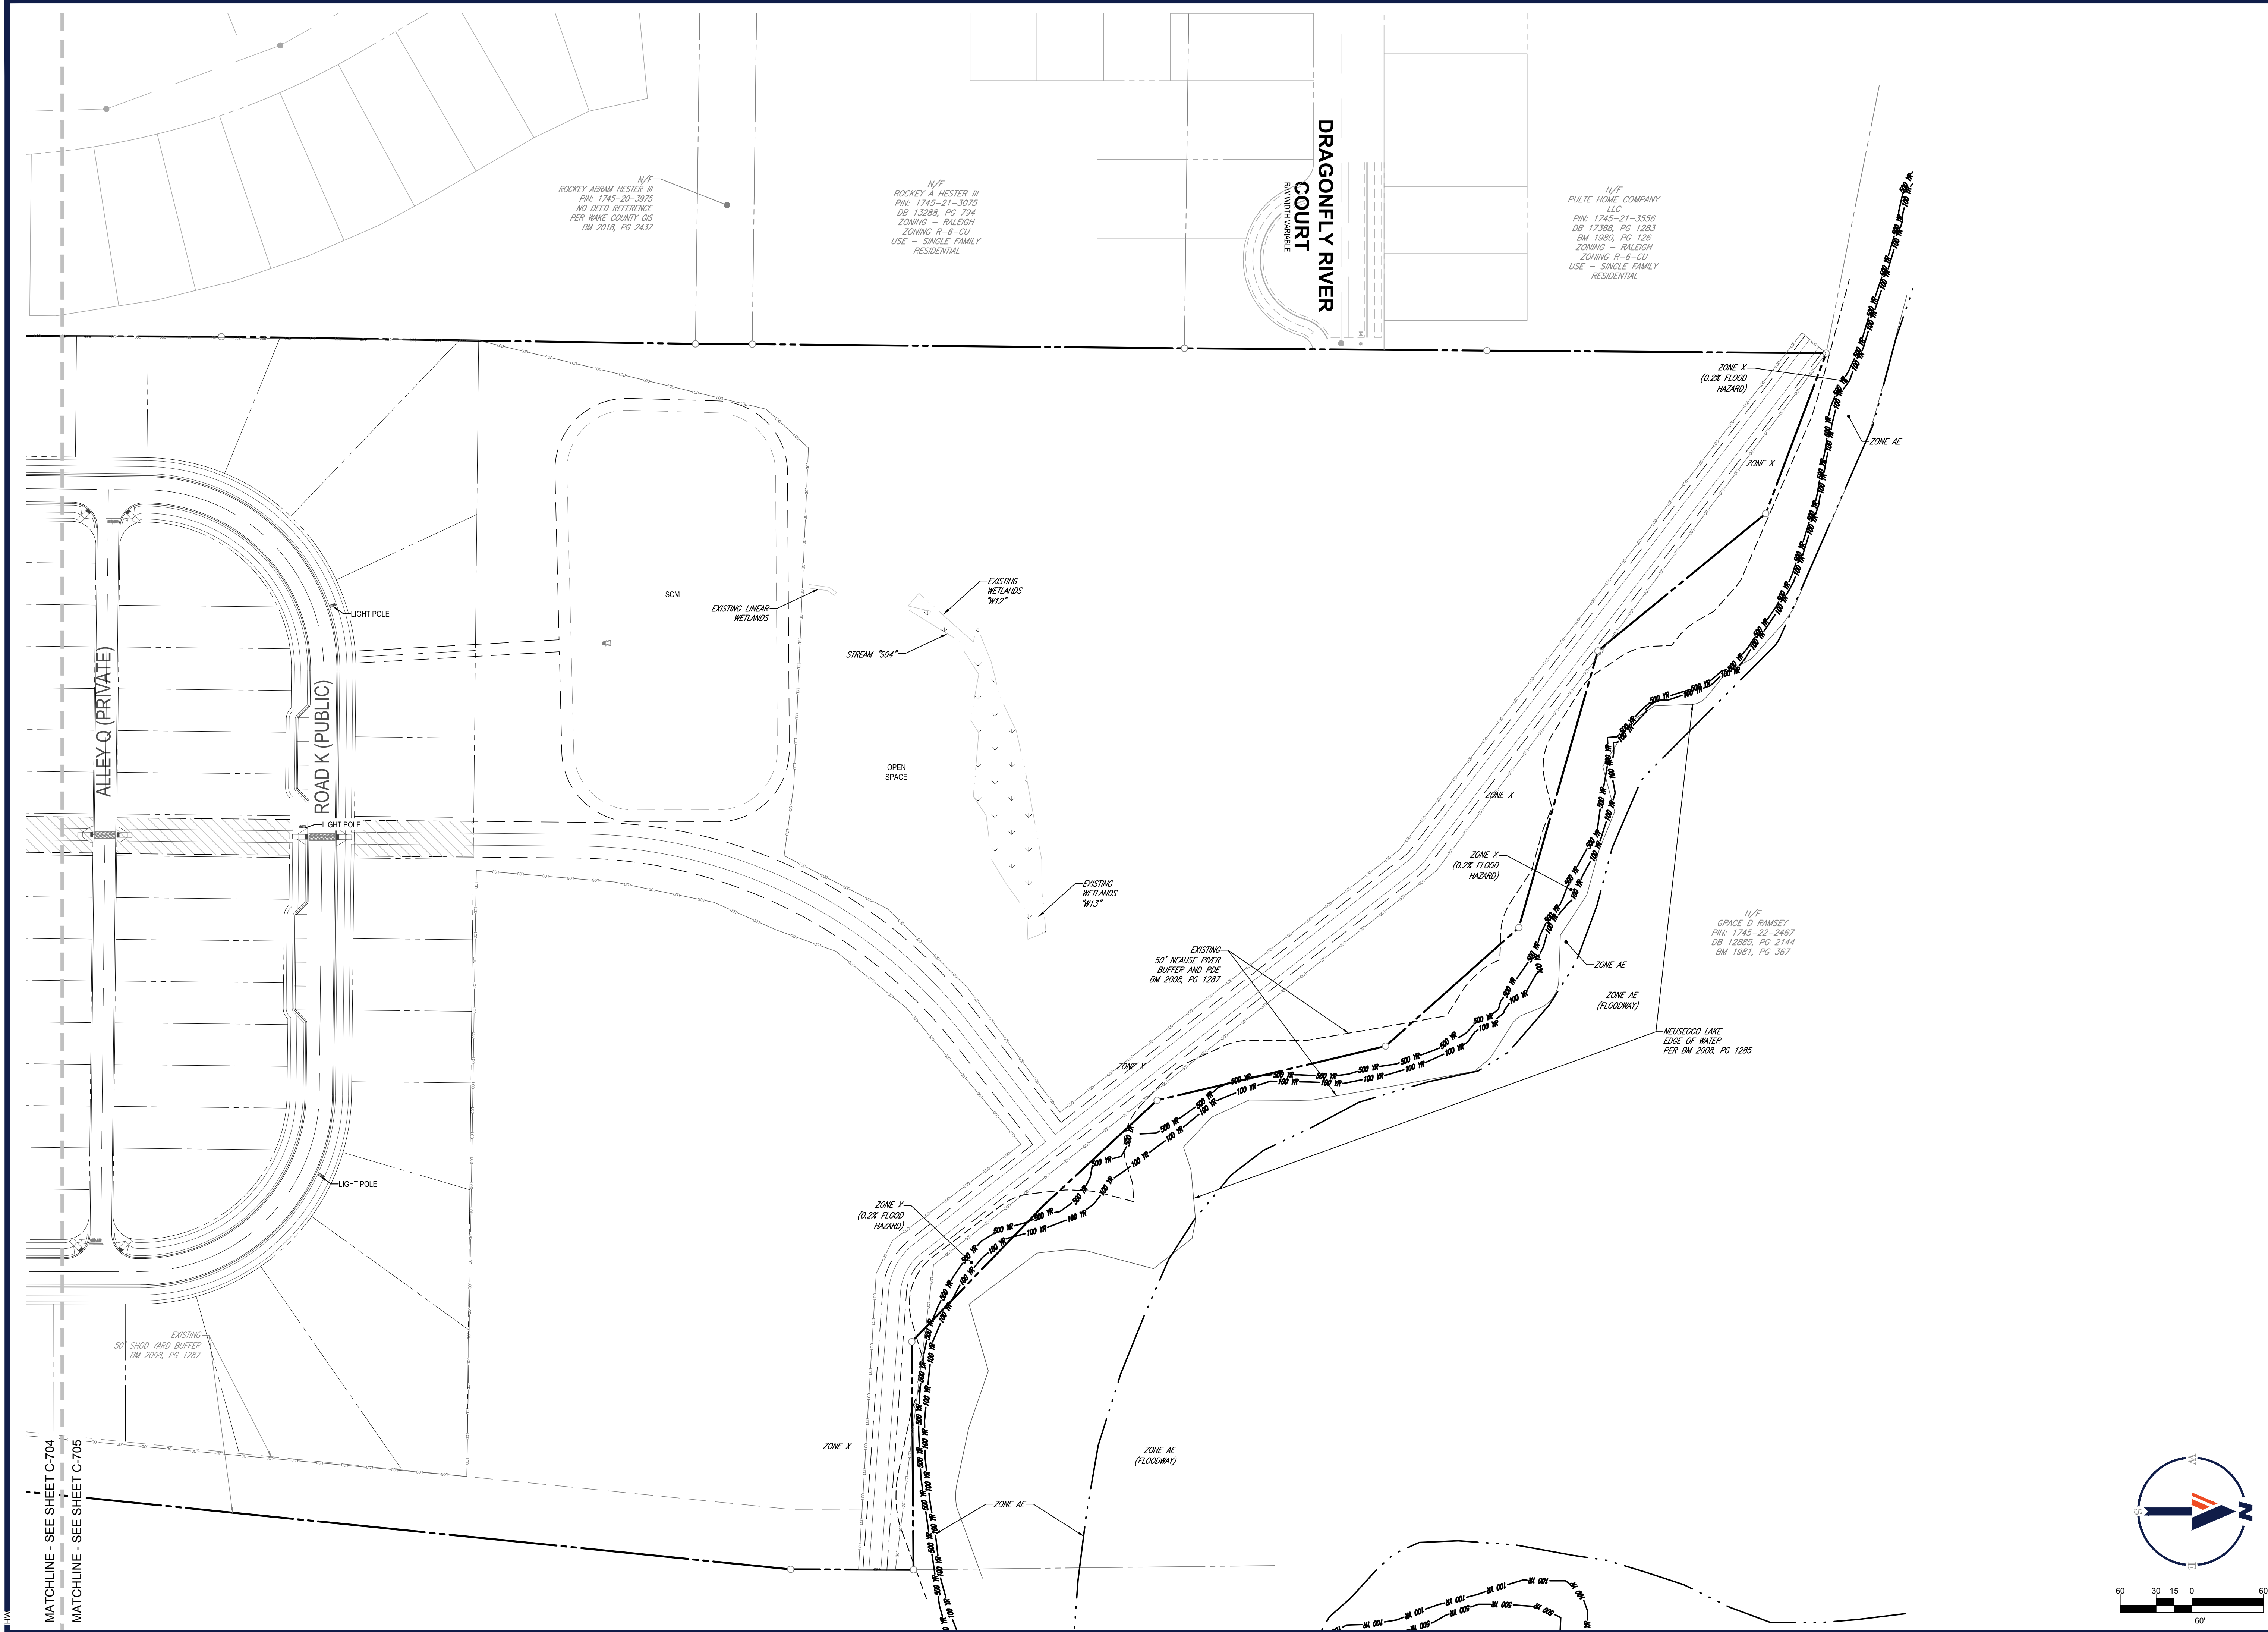 N/F
ROCKEY ABRAM HESTER III
PIN: 1745-20-3975
NO DEED REFERENCE
PER WAKE COUNTY GIS
BM 2018, PG 2437
N/F
ROCKEY A HESTER III
PIN: 1745-21-3075
DB 13288, PG 794
ZONING - RALEIGH
ZONING R-6-CU
USE - SINGLE FAMILY
RESIDENTIAL
DRAGONFLY RIVER
COURT
R/W WIDTH VARIABLE
N/F
PULTE HOME COMPANY
LLC
PIN: 1745-21-3556
DB 17388, PG 1283
BM 1980, PG 126
ZONING - RALEIGH
ZONING R-6-CU
USE - SINGLE FAMILY
RESIDENTIAL
ZONE X
(0.2% FLOOD
HAZARD)
ZONE AE
ZONE X
500 YR
100 YR
SCM
EXISTING LINEAR
WETLANDS
EXISTING
WETLANDS
"W12"
STREAM "S04"
LIGHT POLE
ALLEY Q (PRIVATE)
ROAD K (PUBLIC)
OPEN
SPACE
ZONE X
LIGHT POLE
ZONE X
(0.2% FLOOD
HAZARD)
EXISTING
WETLANDS
"W13"
N/F
GRACE D RAMSEY
PIN: 1745-22-2467
DB 12885, PG 2144
BM 1981, PG 367
EXISTING
50' NEAUSE RIVER
BUFFER AND PDE
BM 2008, PG 1287
ZONE AE
ZONE AE
(FLOODWAY)
NEUSEOCO LAKE
EDGE OF WATER
PER BM 2008, PG 1285
ZONE X
LIGHT POLE
ZONE X
(0.2% FLOOD
HAZARD)
EXISTING
50' SHOD YARD BUFFER
BM 2008, PG 1287
ZONE X
ZONE AE
(FLOODWAY)
ZONE AE
MATCHLINE - SEE SHEET C-704
MATCHLINE - SEE SHEET C-705
W
N
S
E
60 30 15 0 60
60'